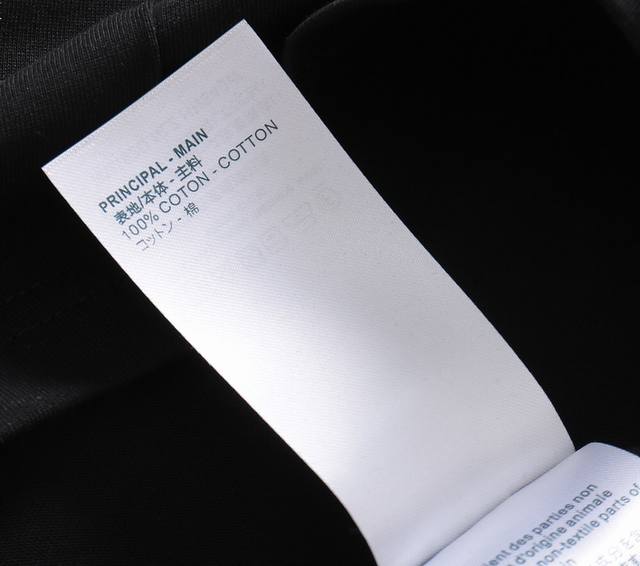 PRINCIPAL - MAIN
表地/本体 - 主料
100% COTON - COTTON
コットン - 棉
des parties non
d'origine animale
non-textile parts of